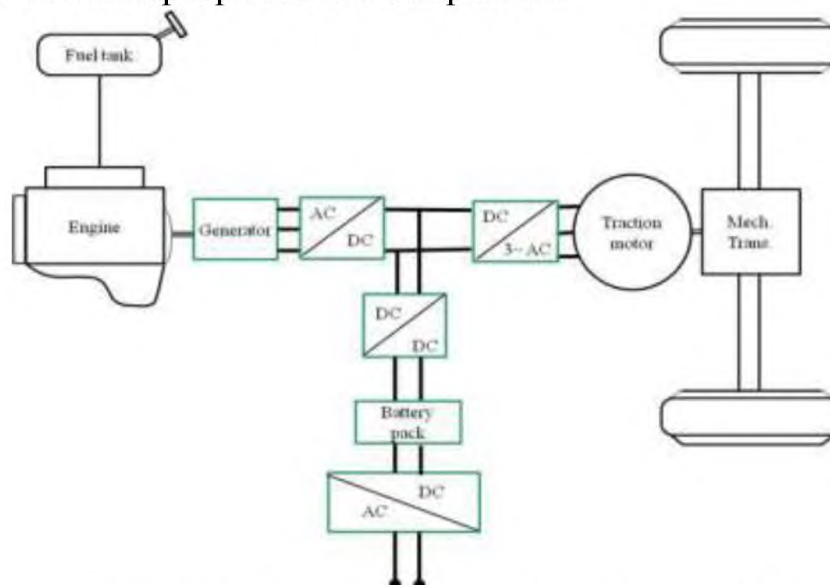 Fuel tank
Engine
Generator
AC
DC
DC
3~ AC
Traction
motor
Mech.
Trans.
DC
DC
Battery
pack
DC
AC